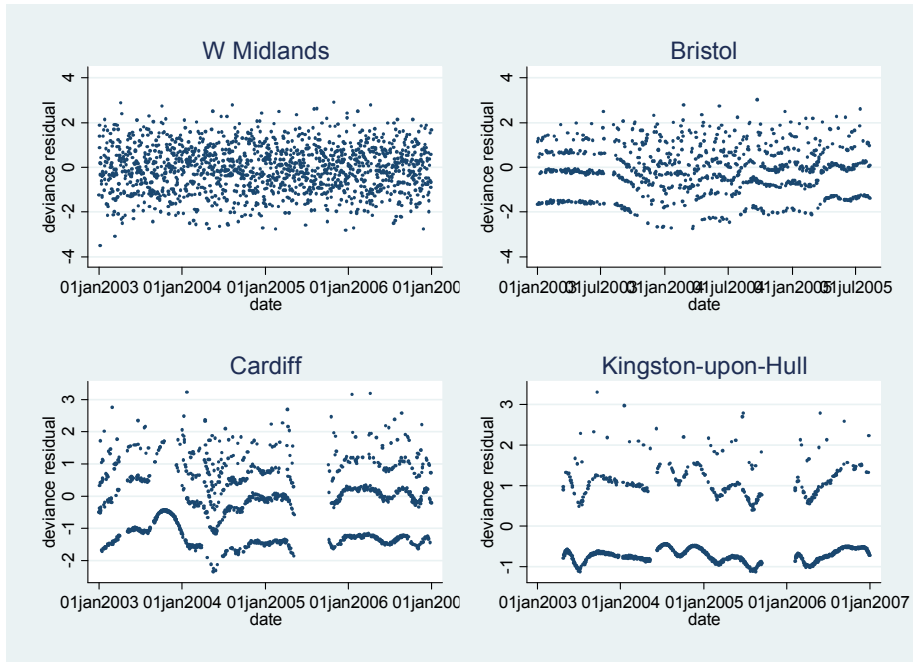 W Midlands
deviance residual
4
2
0
-2
-4
01jan2003 01jan2004 01jan2005 01jan2006 01jan200
date
Bristol
deviance residual
4
2
0
-2
-4
01jan2003 01jul2003 01jan2004 01jul2004 01jan2005 01jul2005
date
Cardiff
deviance residual
3
2
1
0
-1
-2
01jan2003 01jan2004 01jan2005 01jan2006 01jan200
date
Kingston-upon-Hull
deviance residual
3
2
1
0
-1
01jan2003 01jan2004 01jan2005 01jan2006 01jan2007
date